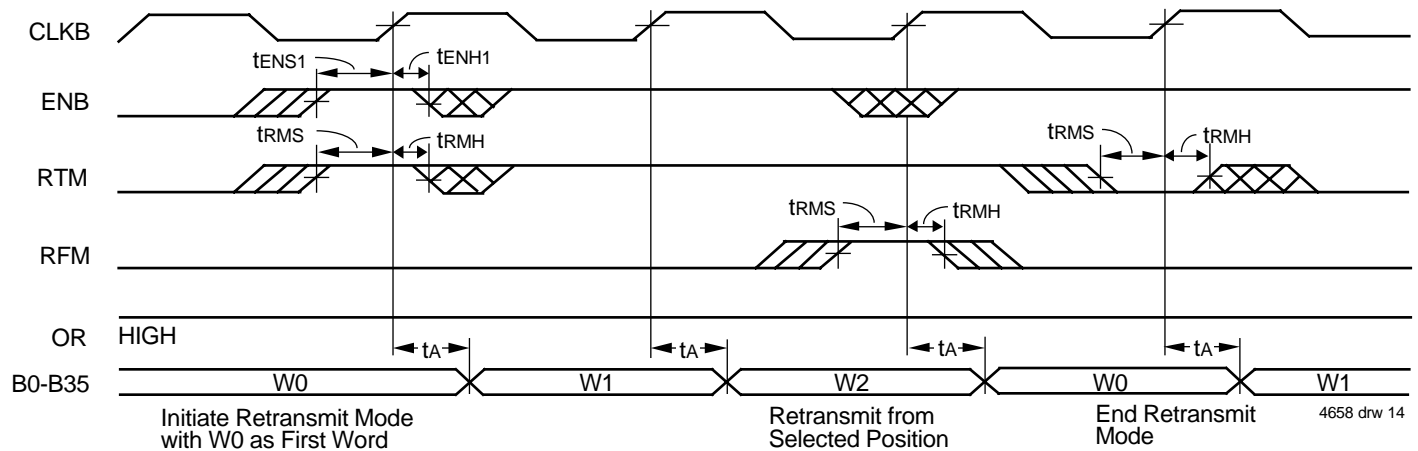 CLKB
tENS1 tENH1
ENB
tRMS tRMH tRMS tRMH
RTM
tRMS tRMH
RFM
OR HIGH
tA tA tA tA
B0-B35 W0 W1 W2 W0 W1
Initiate Retransmit Mode
with W0 as First Word
Retransmit from
Selected Position
End Retransmit
Mode
4658 drw 14